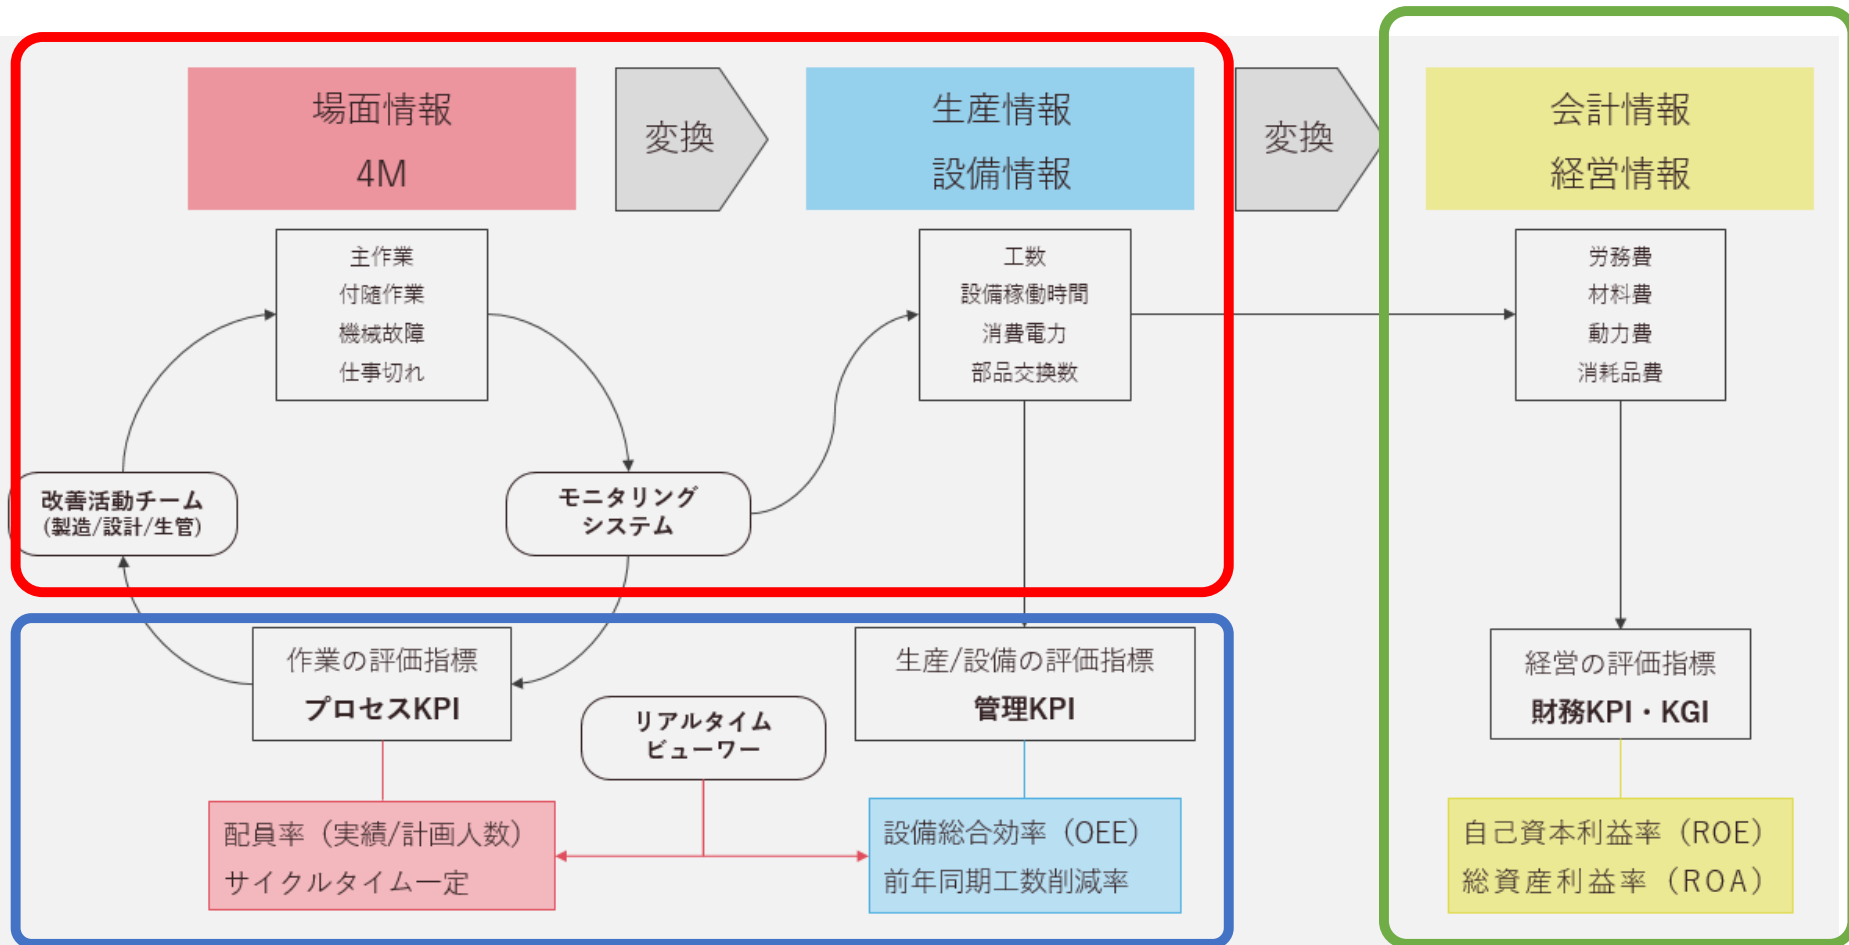 場面情報
4M
変換
生産情報
設備情報
変換
会計情報
経営情報
主作業
付随作業
機械故障
仕事切れ
工数
設備稼働時間
消費電力
部品交換数
労務費
材料費
動力費
消耗品費
改善活動チーム
(製造/設計/生管)
モニタリング
システム
作業の評価指標
プロセスKPI
リアルタイム
ビューワー
生産/設備の評価指標
管理KPI
経営の評価指標
財務KPI・KGI
配員率（実績/計画人数）
サイクルタイム一定
設備総合効率（OEE）
前年同期工数削減率
自己資本利益率（ROE）
総資産利益率（ROA）